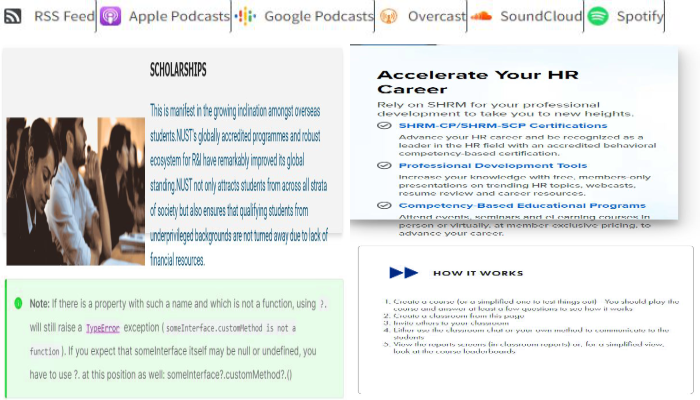 RSS Feed Apple Podcasts Google Podcasts Overcast SoundCloud Spotify
SCHOLARSHIPS
This is manifest in the growing inclination amongst overseas
students.NUST's globally accredited programmes and robust
ecosystem for R&I have remarkably improved its global
standing.NUST not only attracts students from across all strata
of society but also ensures that qualifying students from
underprivileged backgrounds are not turned away due to lack of
financial resources.
Note: If there is a property with such a name and which is not a function, using ?.
will still raise a TypeError exception (someInterface.customMethod is not a
function). If you expect that someInterface itself may be null or undefined, you
have to use ?. at this position as well: someInterface?.customMethod?.()
Accelerate Your HR
Career
Rely on SHRM for your professional
development to take you to new heights.
SHRM-CP/SHRM-SCP Certifications
Advance your HR career and be recognized as a
leader in the HR field with an accredited behavioral
competency-based certification.
Professional Development Tools
Increase your knowledge with free, members-only
presentations on trending HR topics, webcasts,
resume review and career resources.
Competency-Based Educational Programs
Attend events, seminars and eLearning courses in
person or virtually, at member-exclusive pricing, to
advance your career.
HOW IT WORKS
1. Create a course (or a simplified one to test things out) You should play the
course and answer at least a few questions to see how it works
2. Create a classroom from this page
3. Invite others to your classroom
4. Either use the classroom chat or your own method to communicate to the
students
5. View the reports screens (in classroom reports) or, for a simplified view,
look at the course leaderboards